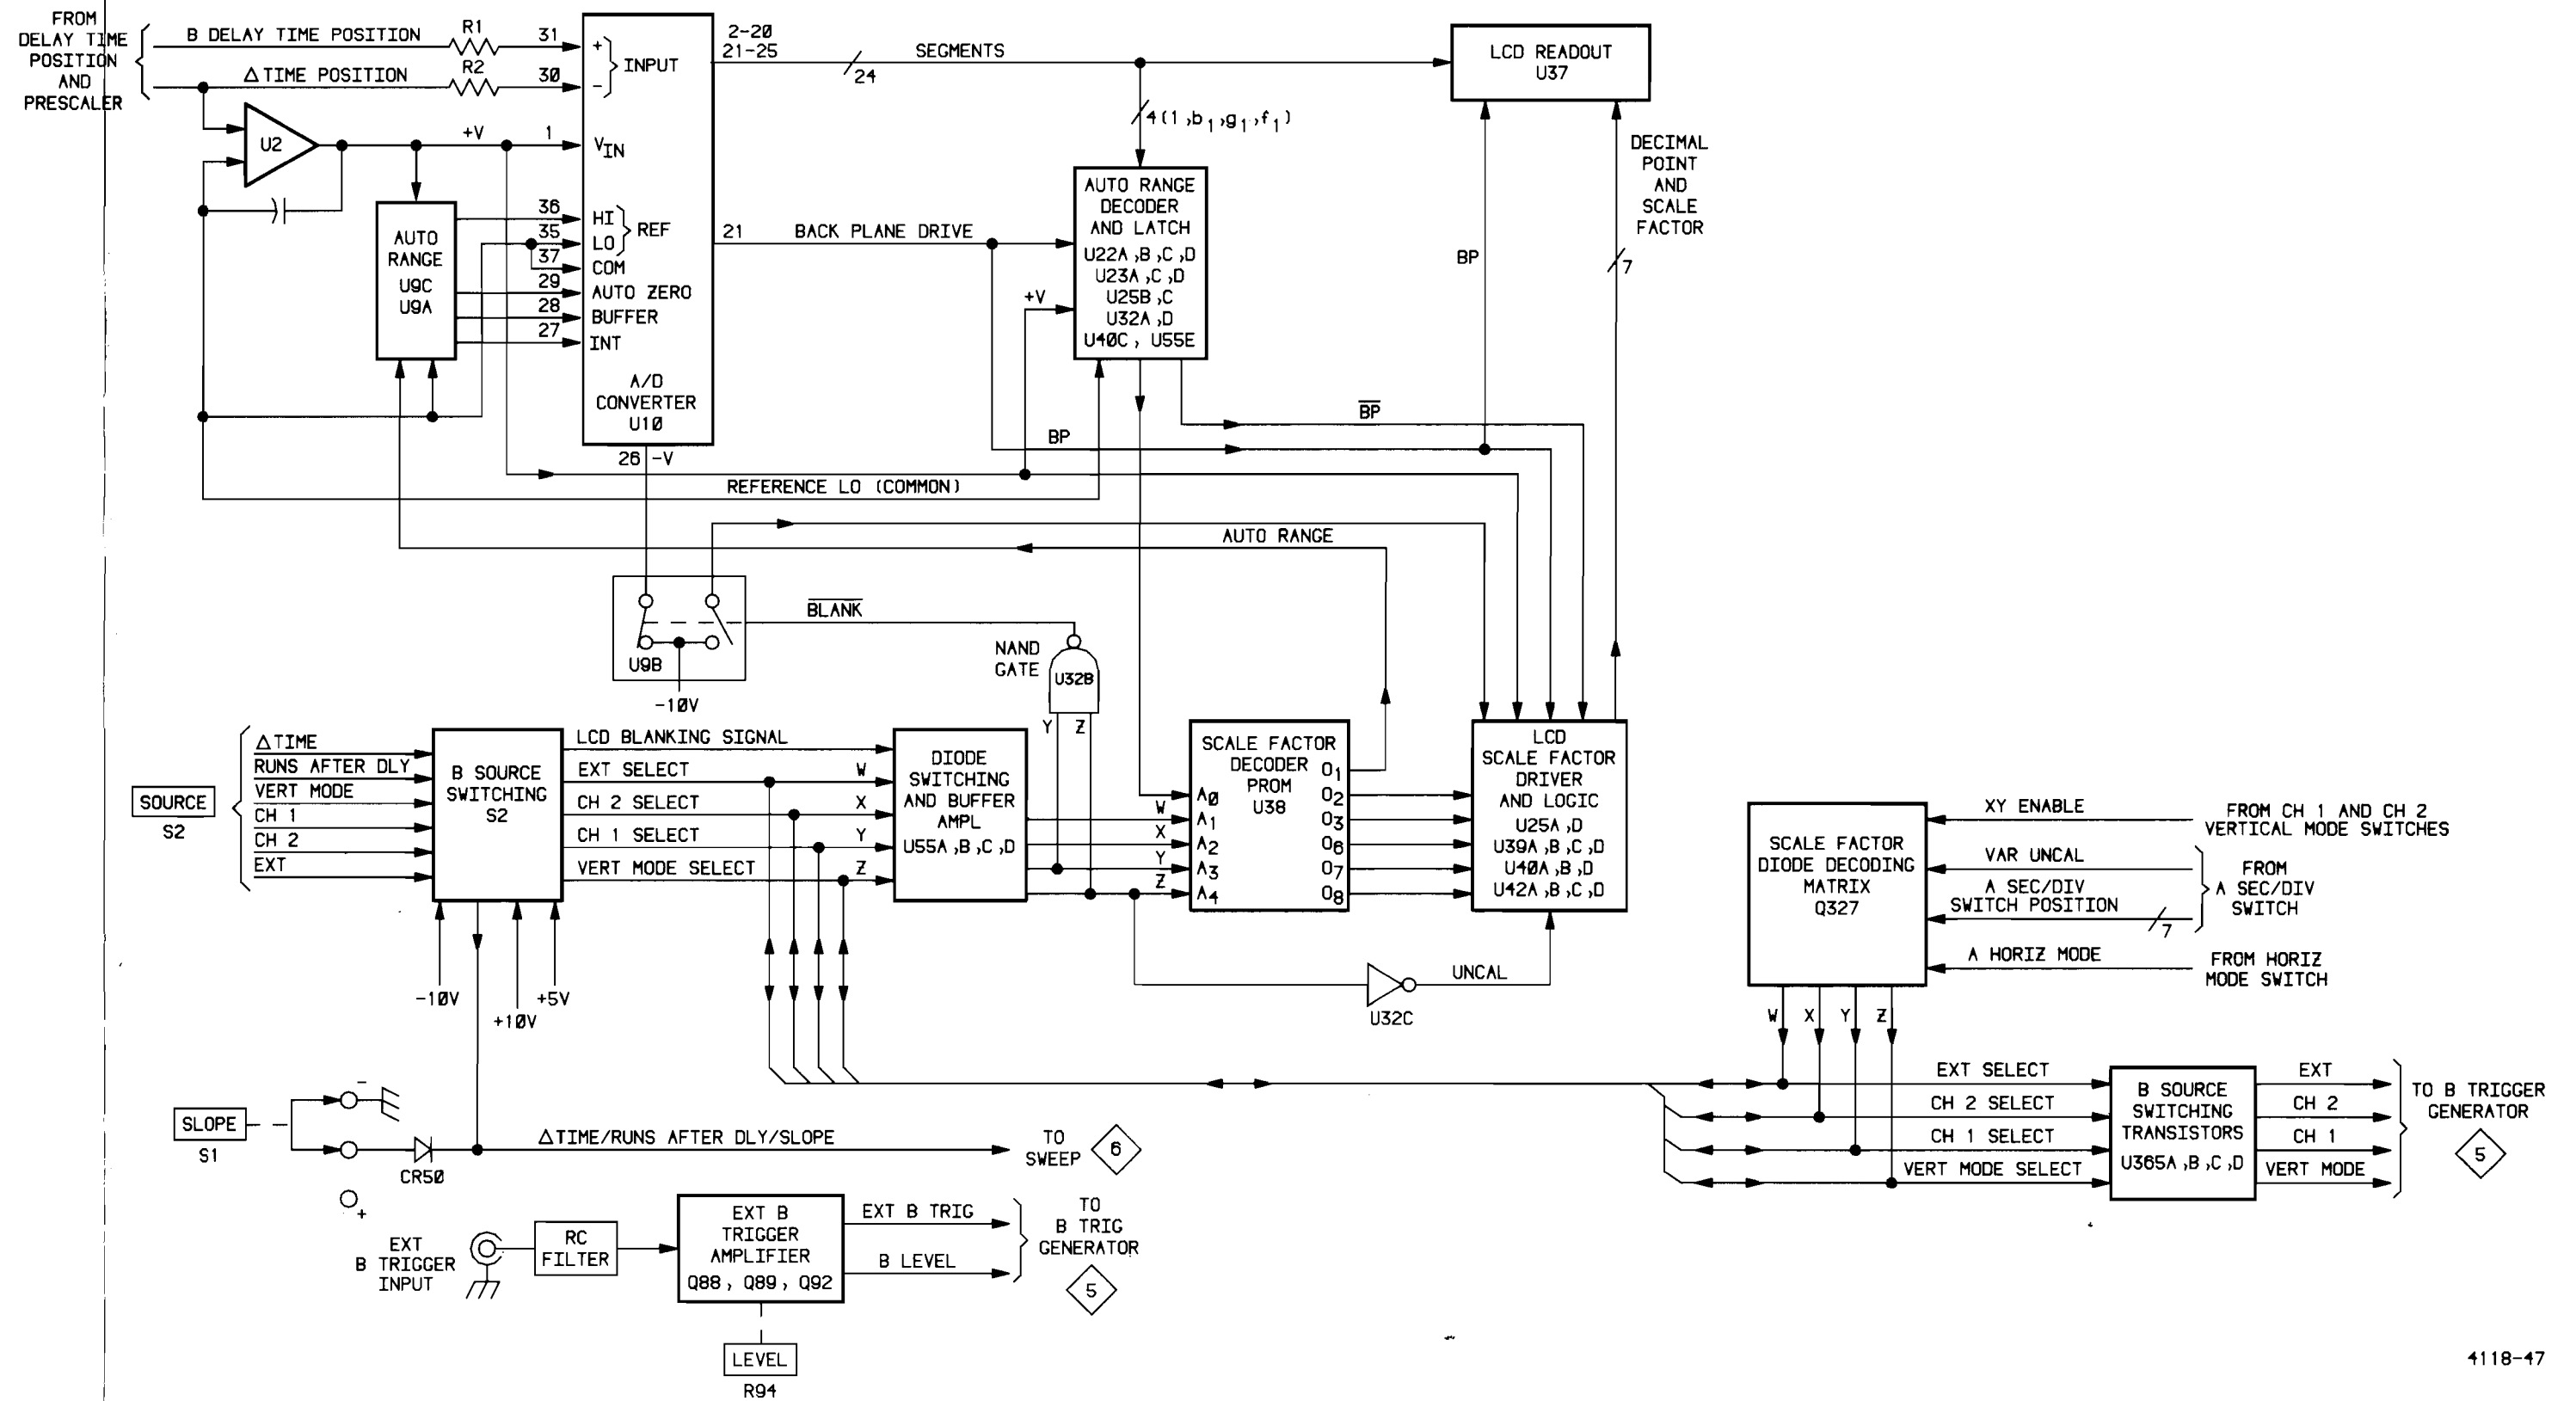 FROM
DELAY TIME
POSITION
AND
PRESCALER
B DELAY TIME POSITION
R1
31
+
△TIME POSITION
R2
30
-
INPUT
U2
+V
1
VIN
AUTO
RANGE
U9C
U9A
36
HI
35
LO
REF
37
COM
29
AUTO ZERO
28
BUFFER
27
INT
A/D
CONVERTER
U10
26
-V
2-20
21-25
SEGMENTS
24
4(1,b1,g1,f1)
LCD READOUT
U37
21
BACK PLANE DRIVE
+V
AUTO RANGE
DECODER
AND LATCH
U22A,B,C,D
U23A,C,D
U25B,C
U32A,D
U40C, U55E
BP
DECIMAL
POINT
AND
SCALE
FACTOR
7
BP
BP
REFERENCE LO (COMMON)
AUTO RANGE
BLANK
U9B
-10V
NAND
GATE
U32B
Y Z
SOURCE
S2
△TIME
RUNS AFTER DLY
VERT MODE
CH 1
CH 2
EXT
B SOURCE
SWITCHING
S2
-10V
+10V
+5V
LCD BLANKING SIGNAL
EXT SELECT W
CH 2 SELECT X
CH 1 SELECT Y
VERT MODE SELECT Z
DIODE
SWITCHING
AND BUFFER
AMPL
U55A,B,C,D
W
X
Y
Z
SCALE FACTOR
DECODER
PROM
U38
A0
A1
A2
A3
A4
O1
O2
O3
O6
O7
O8
LCD
SCALE FACTOR
DRIVER
AND LOGIC
U25A,D
U39A,B,C,D
U40A,B,D
U42A,B,C,D
U32C
UNCAL
SCALE FACTOR
DIODE DECODING
MATRIX
Q327
XY ENABLE
FROM CH 1 AND CH 2
VERTICAL MODE SWITCHES
VAR UNCAL
A SEC/DIV
SWITCH POSITION
7
FROM
A SEC/DIV
SWITCH
A HORIZ MODE
FROM HORIZ
MODE SWITCH
W X Y Z
EXT SELECT
CH 2 SELECT
CH 1 SELECT
VERT MODE SELECT
B SOURCE
SWITCHING
TRANSISTORS
U365A,B,C,D
EXT
CH 2
CH 1
VERT MODE
TO B TRIGGER
GENERATOR
5
SLOPE
S1
-
+
CR50
△TIME/RUNS AFTER DLY/SLOPE
TO
SWEEP
6
EXT
B TRIGGER
INPUT
RC
FILTER
EXT B
TRIGGER
AMPLIFIER
Q88, Q89, Q92
EXT B TRIG
B LEVEL
TO
B TRIG
GENERATOR
5
LEVEL
R94
4118-47